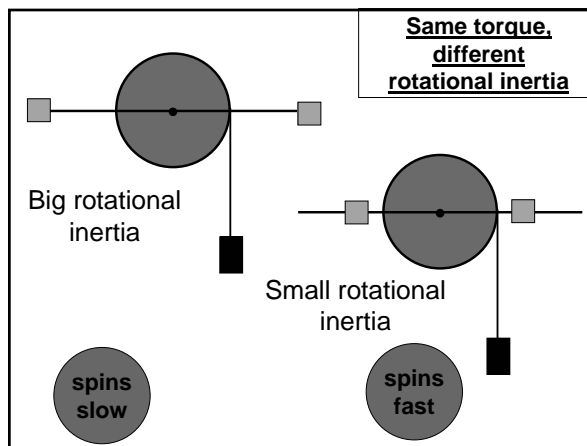 Same torque,
different
rotational inertia
Big rotational
inertia
Small rotational
inertia
spins
slow
spins
fast